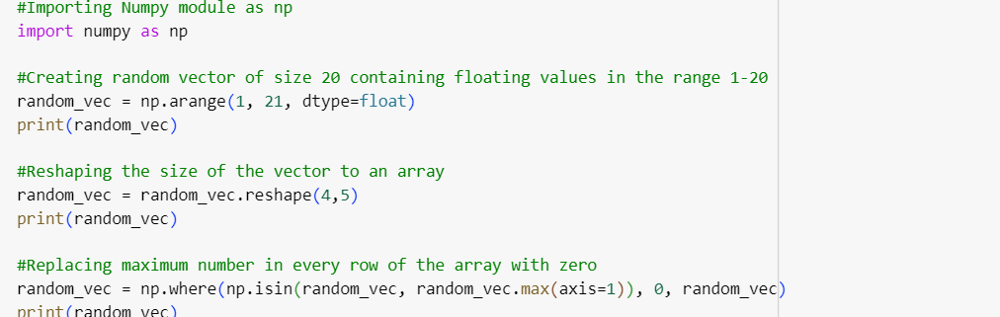 #Importing Numpy module as np
import numpy as np
#Creating random vector of size 20 containing floating values in the range 1-20
random_vec = np.arange(1, 21, dtype=float)
print(random_vec)
#Reshaping the size of the vector to an array
random_vec = random_vec.reshape(4,5)
print(random_vec)
#Replacing maximum number in every row of the array with zero
random_vec = np.where(np.isin(random_vec, random_vec.max(axis=1)), 0, random_vec)
print(random_vec)